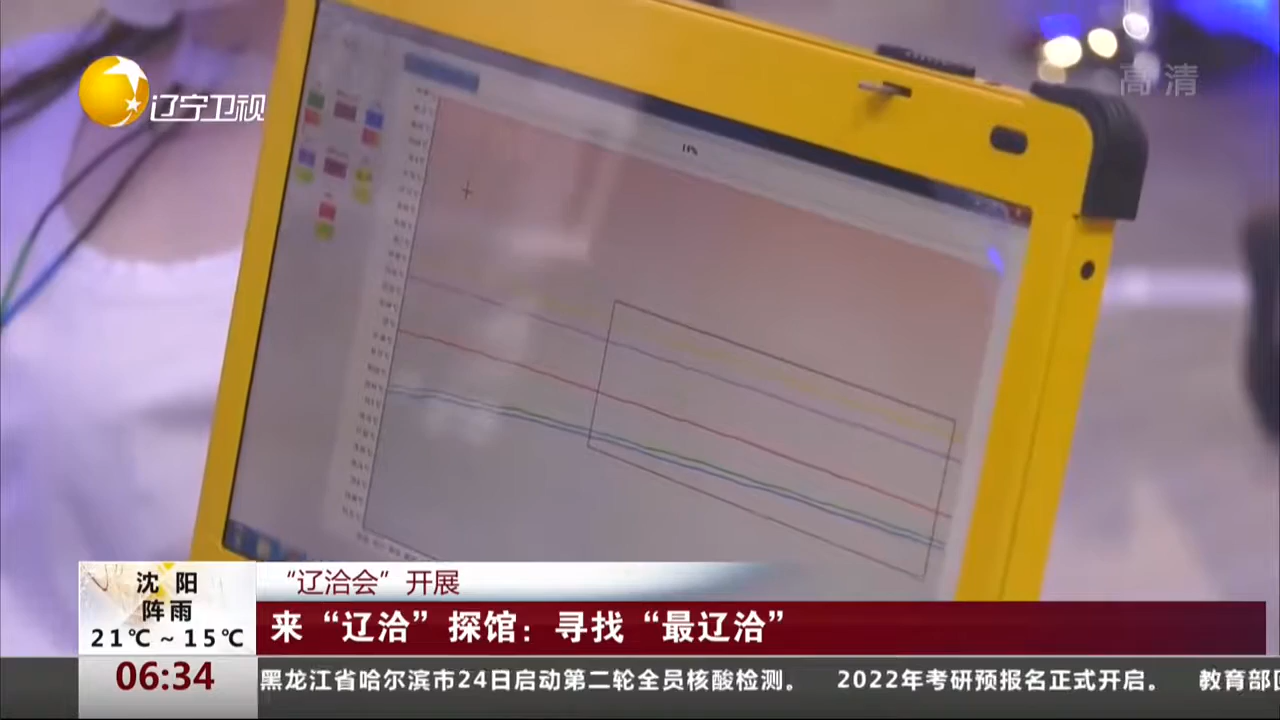 辽宁卫视
高清
沈阳
阵雨
21℃~15℃
06:34
“辽洽会”开展
来“辽洽”探馆：寻找“最辽洽”
黑龙江省哈尔滨市24日启动第二轮全员核酸检测。 2022年考研预报名正式开启。 教育部